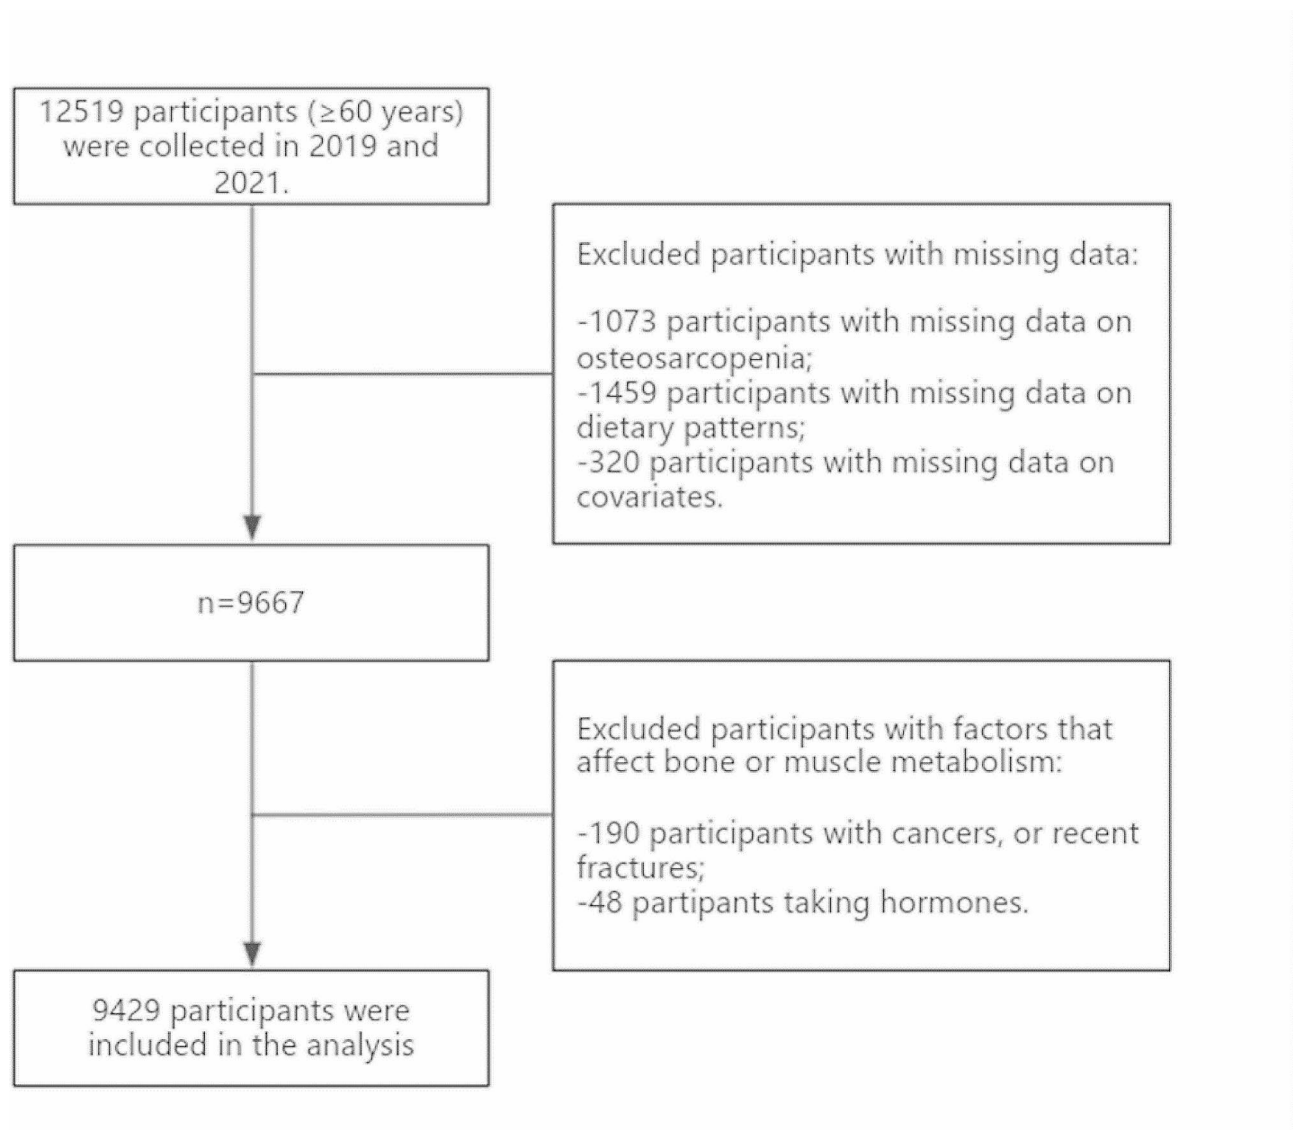 12519 participants (≥60 years)
were collected in 2019 and
2021.
Excluded participants with missing data:
-1073 participants with missing data on
osteosarcopenia;
-1459 participants with missing data on
dietary patterns;
-320 participants with missing data on
covariates.
n=9667
Excluded participants with factors that
affect bone or muscle metabolism:
-190 participants with cancers, or recent
fractures;
-48 partipants taking hormones.
9429 participants were
included in the analysis